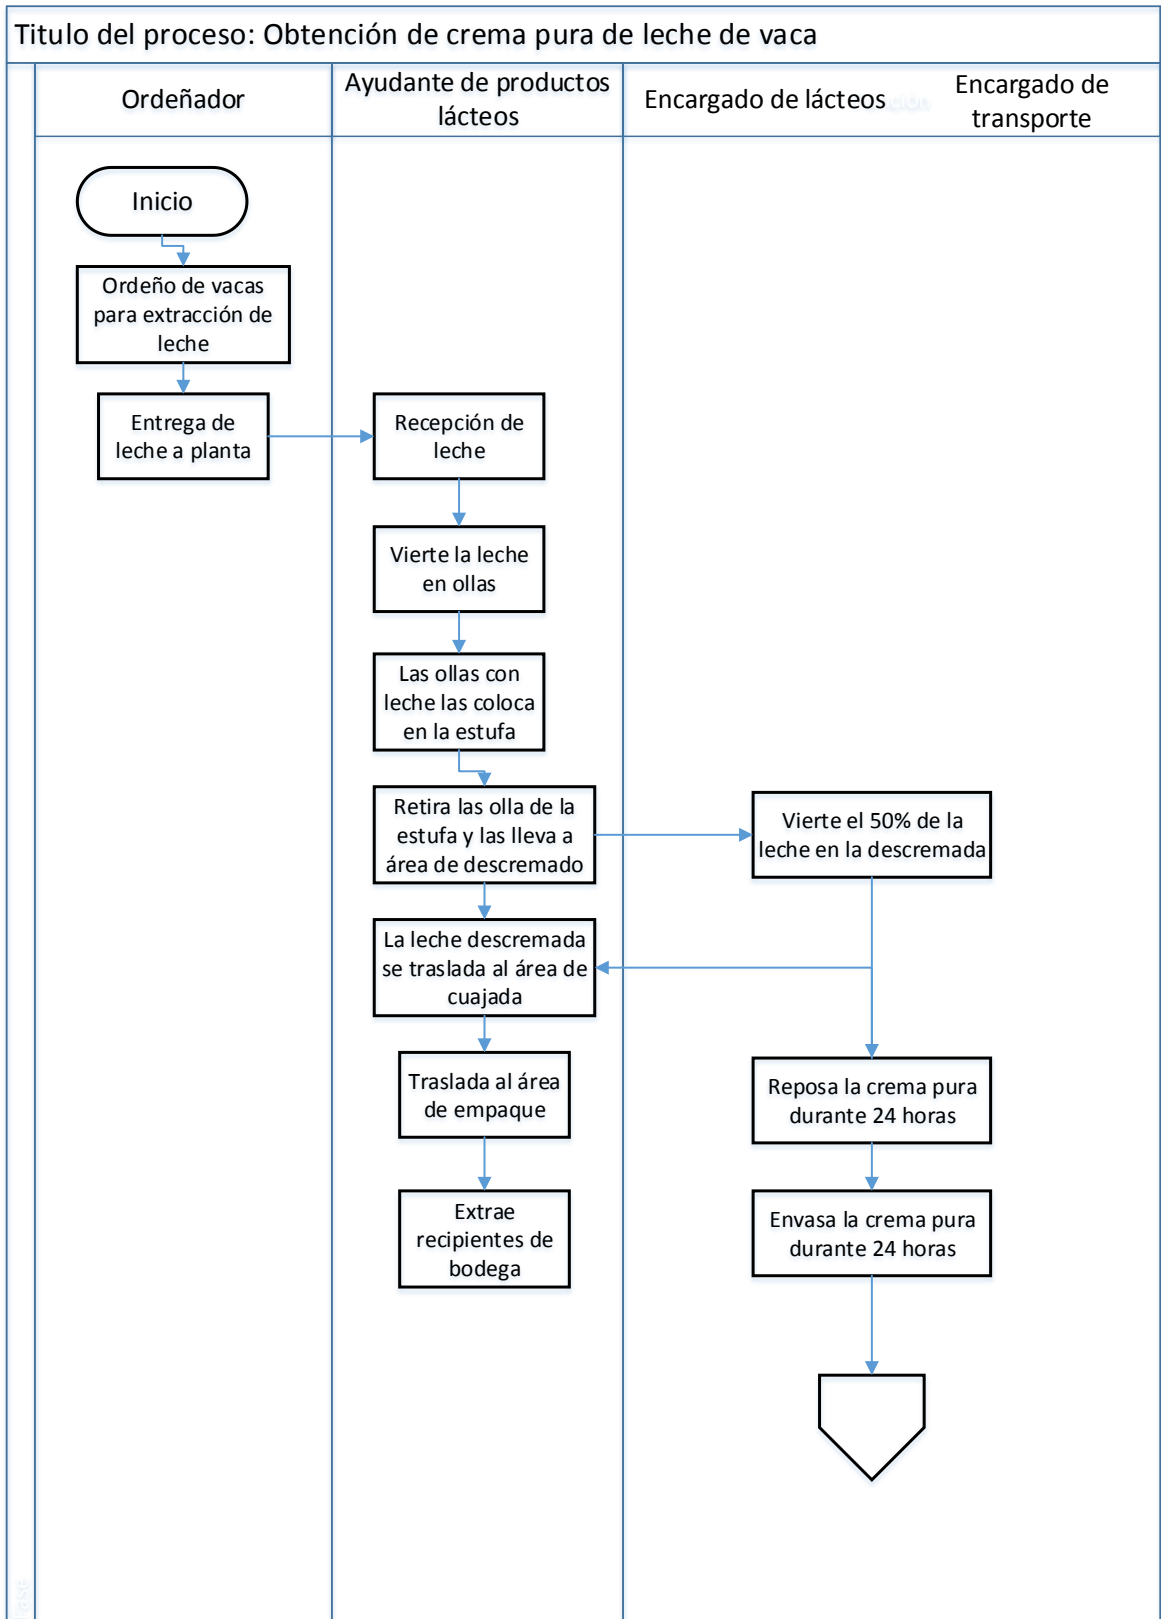 Titulo del proceso: Obtención de crema pura de leche de vaca
Ordeñador
Ayudante de productos
lácteos
Encargado de lácteos
Encargado de
transporte
Inicio
Ordeño de vacas
para extracción de
leche
Entrega de
leche a planta
Recepción de
leche
Vierte la leche
en ollas
Las ollas con
leche las coloca
en la estufa
Retira las olla de la
estufa y las lleva a
área de descremado
Vierte el 50% de la
leche en la descremada
La leche descremada
se traslada al área de
cuajada
Traslada al área
de empaque
Reposa la crema pura
durante 24 horas
Extrae
recipientes de
bodega
Envasa la crema pura
durante 24 horas
Fase